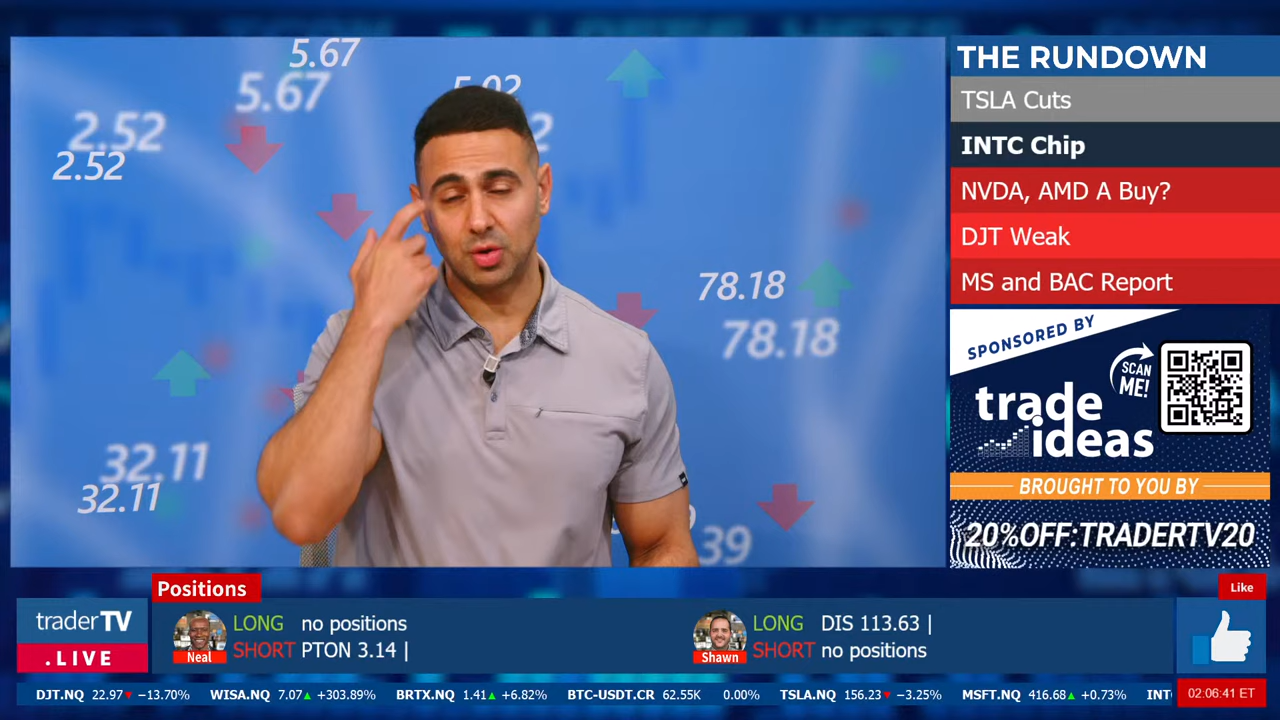 5.67
5.67
5.02
2.52
2.52
2
78.18
78.18
32.11
32.11
39
THE RUNDOWN
TSLA Cuts
INTC Chip
NVDA, AMD A Buy?
DJT Weak
MS and BAC Report
SPONSORED BY
SCAN ME!
trade
ideas
BROUGHT TO YOU BY
20%OFF:TRADERTV20
Positions
Like
traderTV
.LIVE
Neal
LONG no positions
SHORT PTON 3.14 |
Shawn
LONG DIS 113.63 |
SHORT no positions
DJT.NQ 22.97 -13.70% WISA.NQ 7.07 +303.89% BRTX.NQ 1.41 +6.82% BTC-USDT.CR 62.55K 0.00% TSLA.NQ 156.23 -3.25% MSFT.NQ 416.68 +0.73% INT
02:06:41 ET